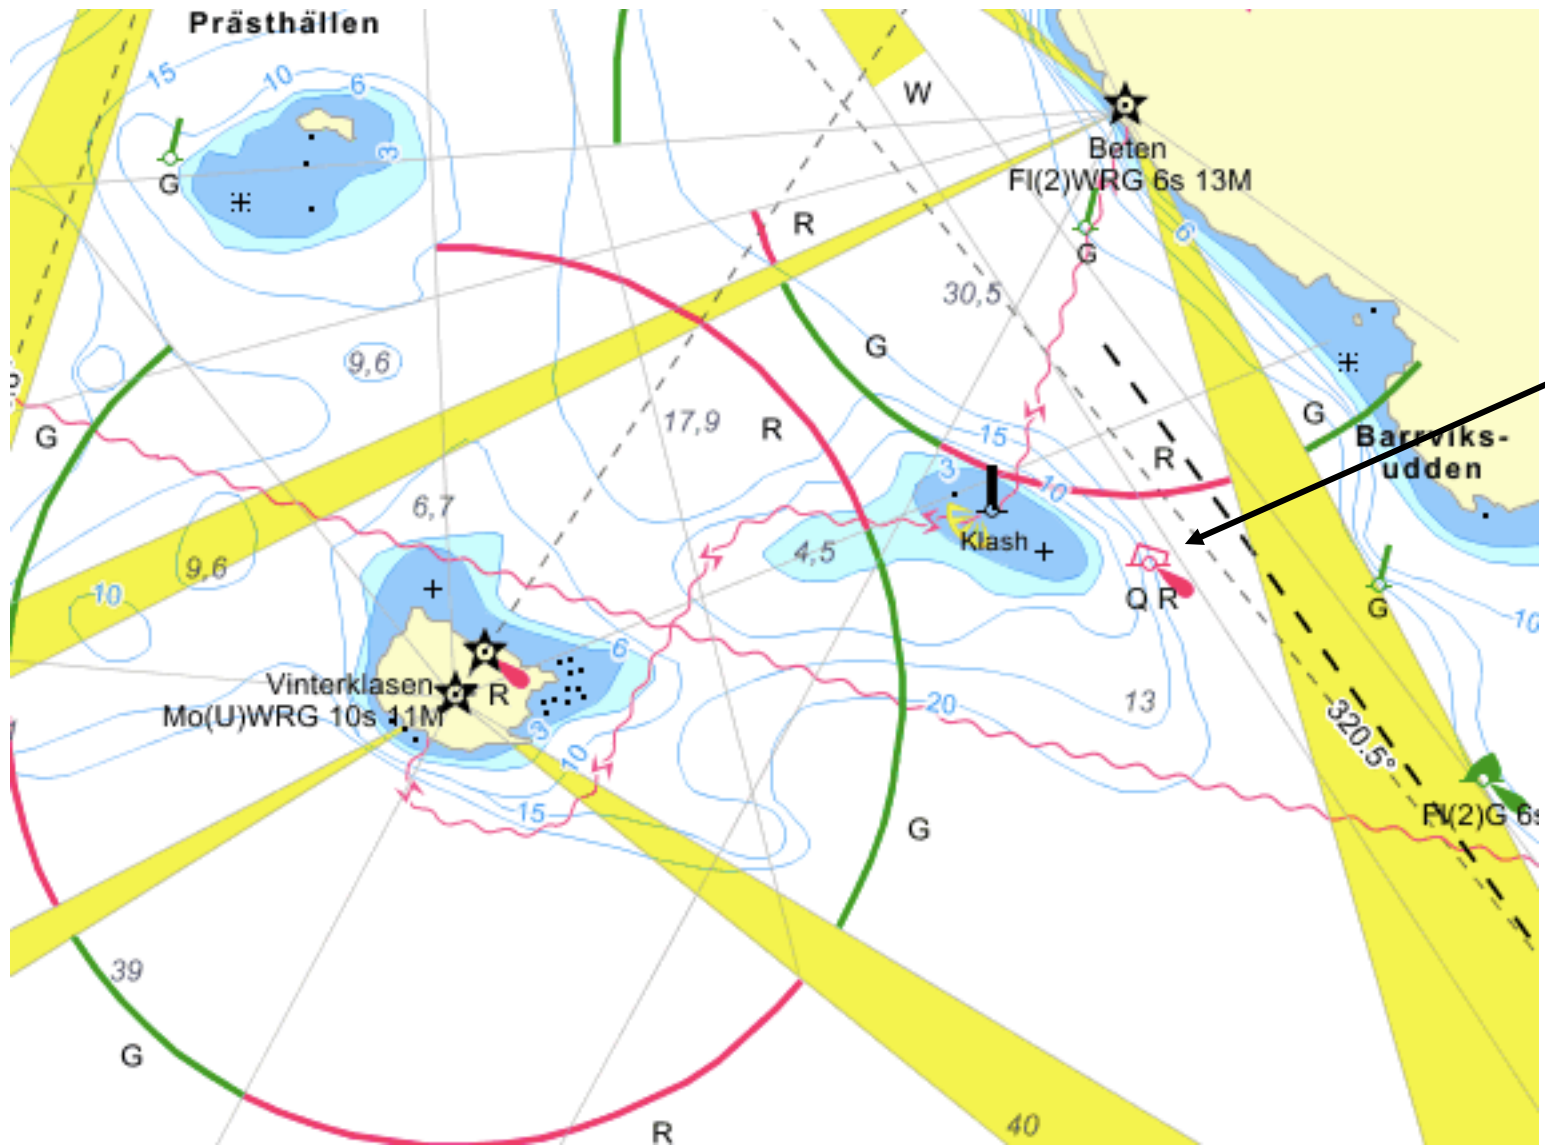 Prästhällen
15
10
6
3
G
W
Beten
Fl(2)WRG 6s 13M
G
6
R
30,5
G
9,6
17,9
R
G
G
R
15
3
10
Barrviks-
udden
6,7
4,5
Klash
Q R
9,6
10
G
10
6
Vinterklasen
R
Mo(U)WRG 10s 11M
3
10
15
20
13
320.5°
Fl(2)G 6s
G
39
G
R
40